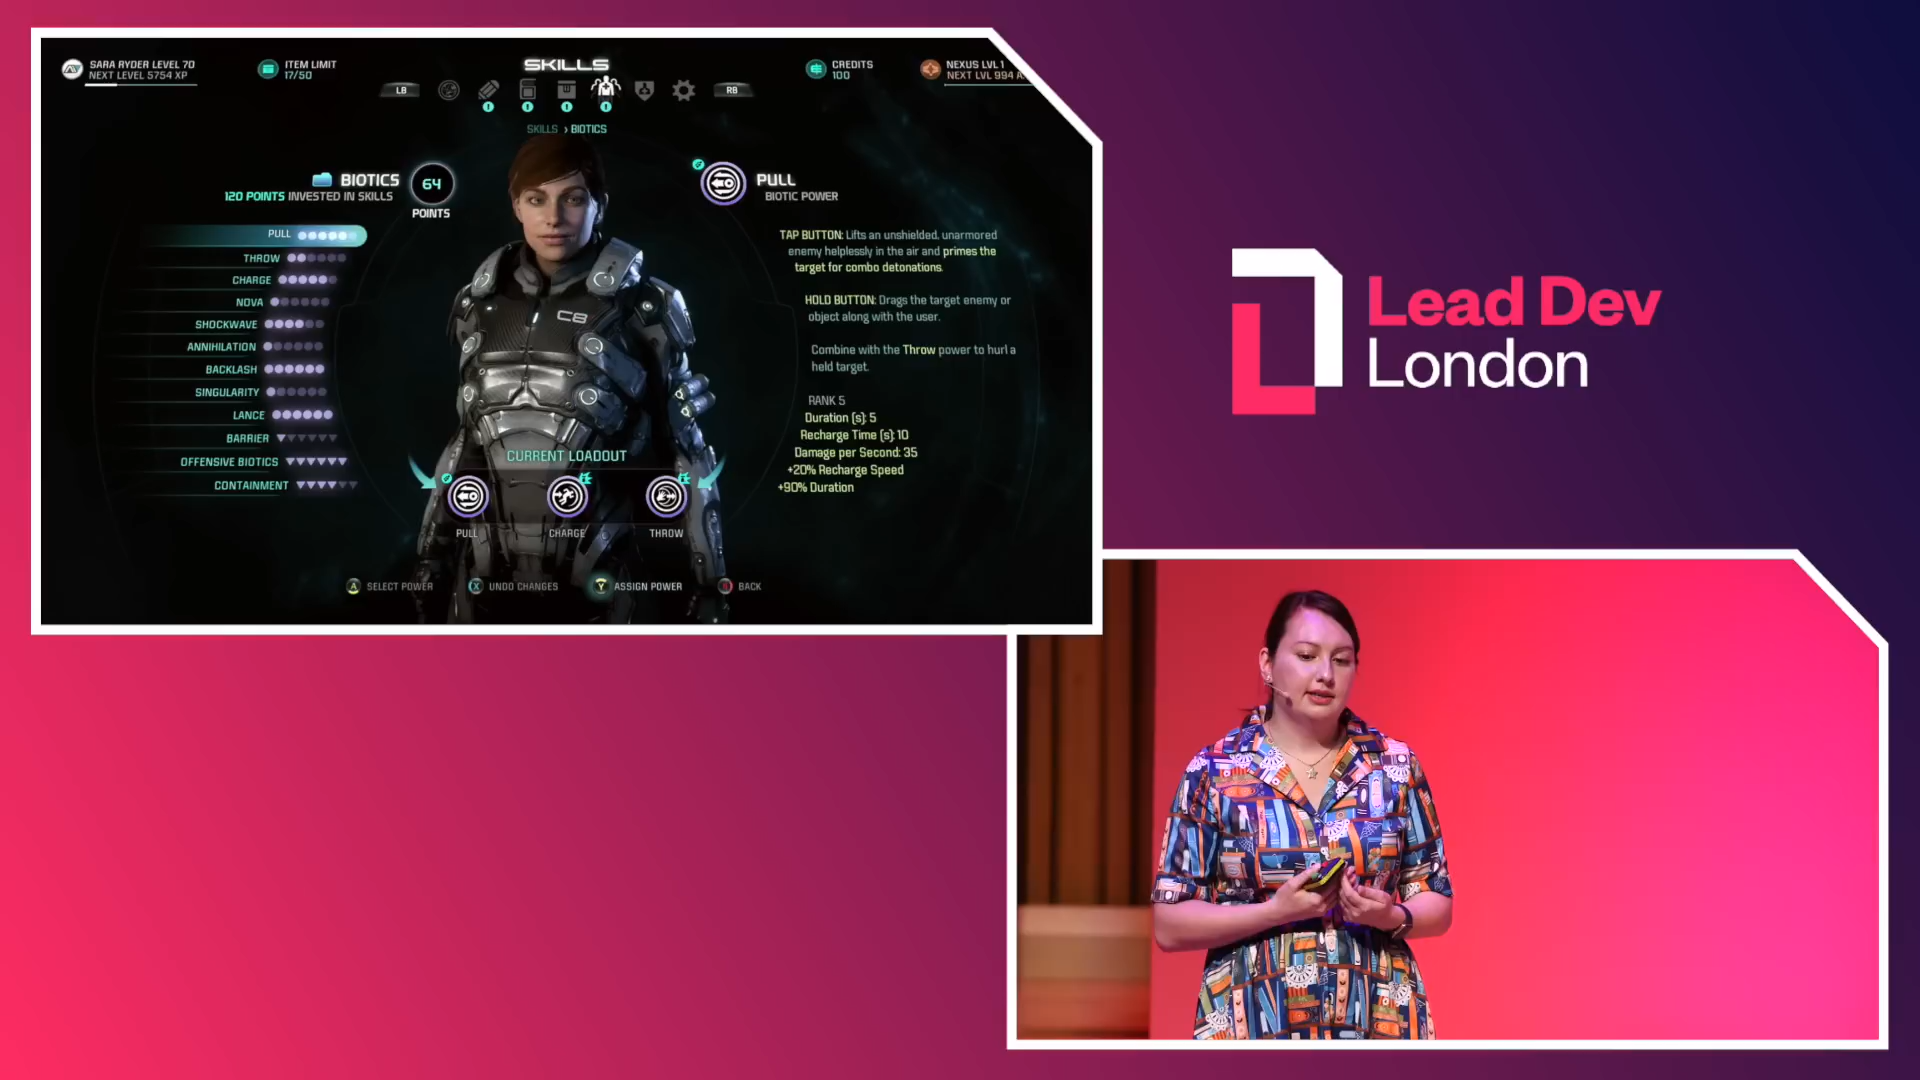 SARA RYDER LEVEL 70
NEXT LEVEL 5754 XP
ITEM LIMIT
17/50
SKILLS
CREDITS
100
NEXUS LVL 1
NEXT LVL 994 A
LB
RB
SKILLS › BIOTICS
BIOTICS
120 POINTS INVESTED IN SKILLS
64
POINTS
PULL
THROW
CHARGE
NOVA
SHOCKWAVE
ANNIHILATION
BACKLASH
SINGULARITY
LANCE
BARRIER
OFFENSIVE BIOTICS
CONTAINMENT
C8
CURRENT LOADOUT
PULL
CHARGE
THROW
PULL
BIOTIC POWER
TAP BUTTON: Lifts an unshielded, unarmored
enemy helplessly in the air and primes the
target for combo detonations.
HOLD BUTTON: Drags the target enemy or
object along with the user.
Combine with the Throw power to hurl a
held target.
RANK 5
Duration (s): 5
Recharge Time (s): 10
Damage per Second: 35
+20% Recharge Speed
+90% Duration
A SELECT POWER
X UNDO CHANGES
Y ASSIGN POWER
BACK
Lead Dev
London